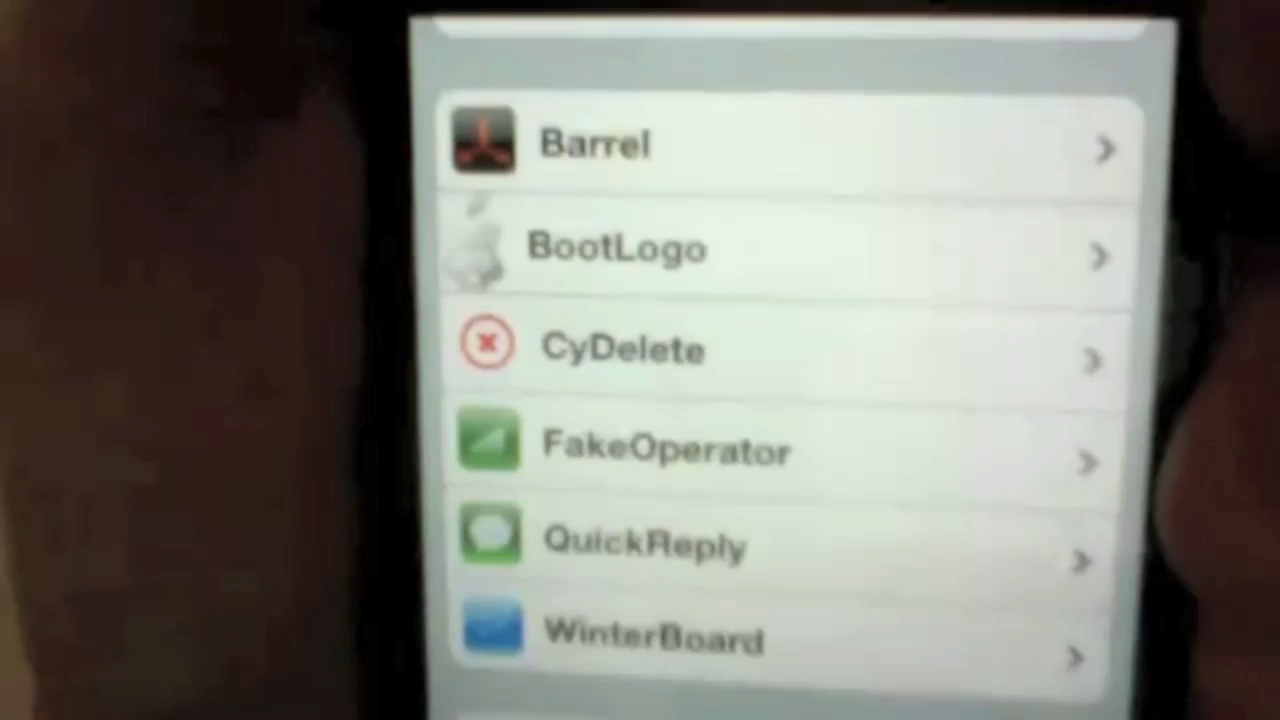 Barrel
BootLogo
CyDelete
FakeOperator
QuickReply
WinterBoard